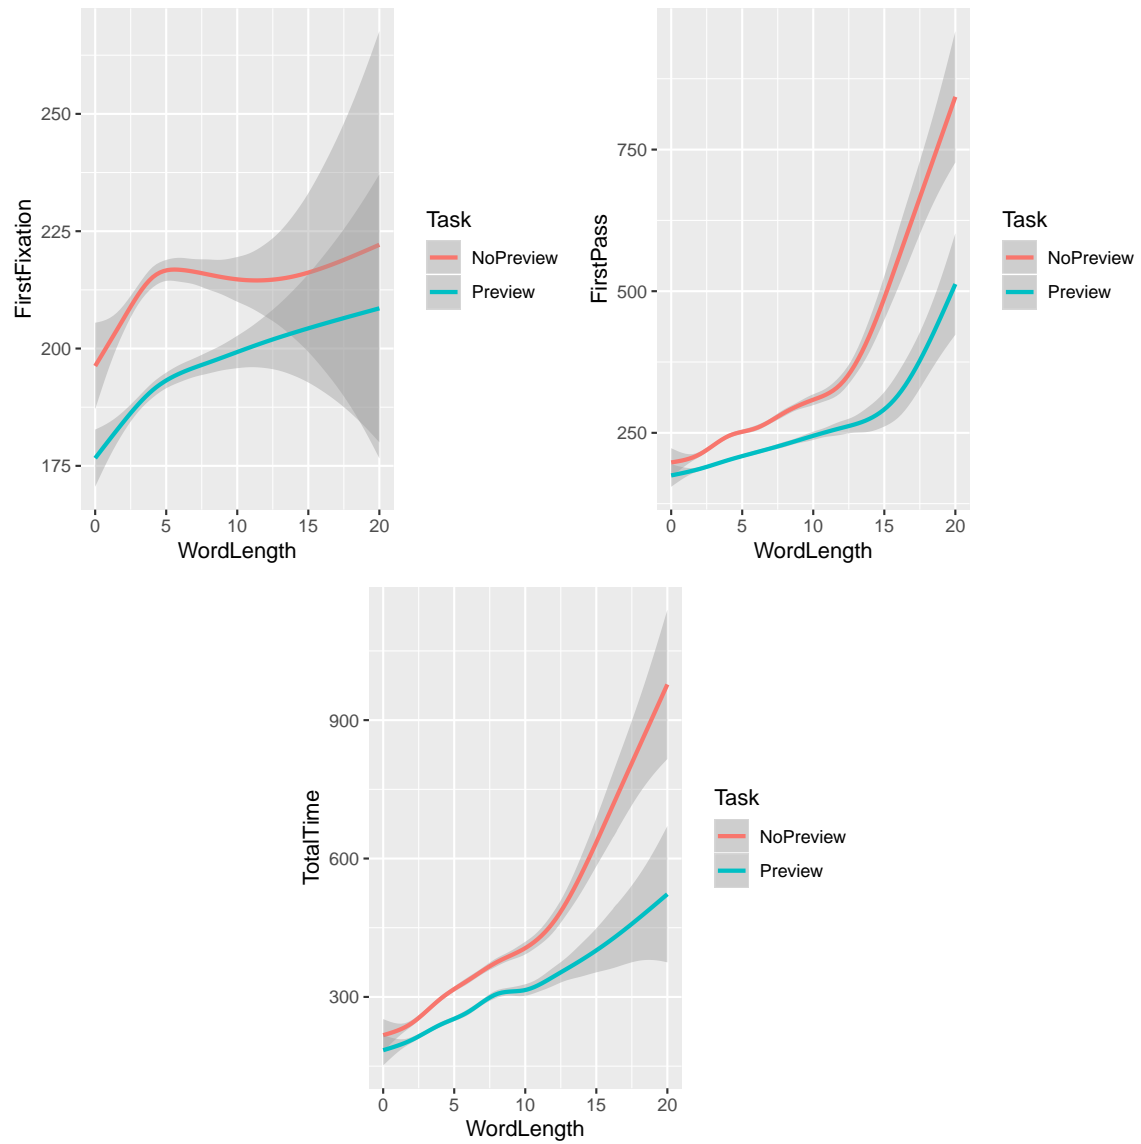 FirstFixation
250
225
200
175
0 5 10 15 20
WordLength
Task
NoPreview
Preview
FirstPass
750
500
250
0 5 10 15 20
WordLength
Task
NoPreview
Preview
TotalTime
900
600
300
0 5 10 15 20
WordLength
Task
NoPreview
Preview